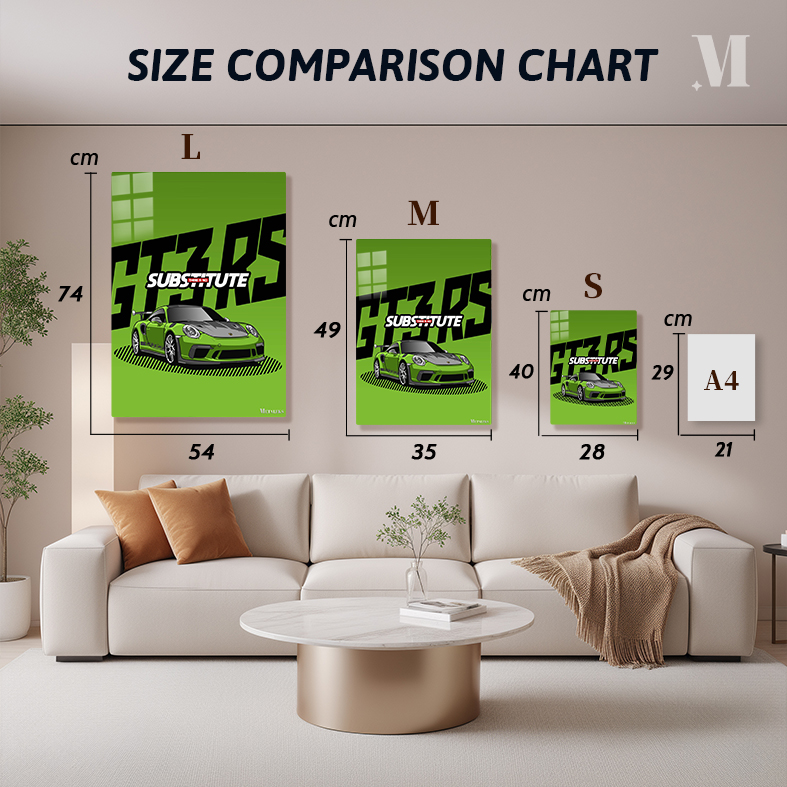 SIZE COMPARISON CHART
M
L
cm
74
54
GT3RS
SUBSTITUTE
M
cm
49
35
GT3RS
SUBSTITUTE
S
cm
40
28
GT3RS
SUBSTITUTE
cm
29
21
A4